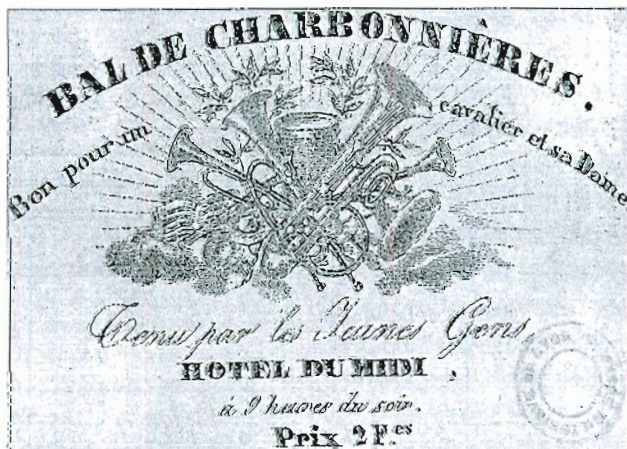 BAL DE CHARBONNIÈRES.
Bon pour un cavalier et sa Dame
Tenu par les Jeunes Gens,
HOTEL DU MIDI,
à 9 hures du soir.
Prix 2 F.es